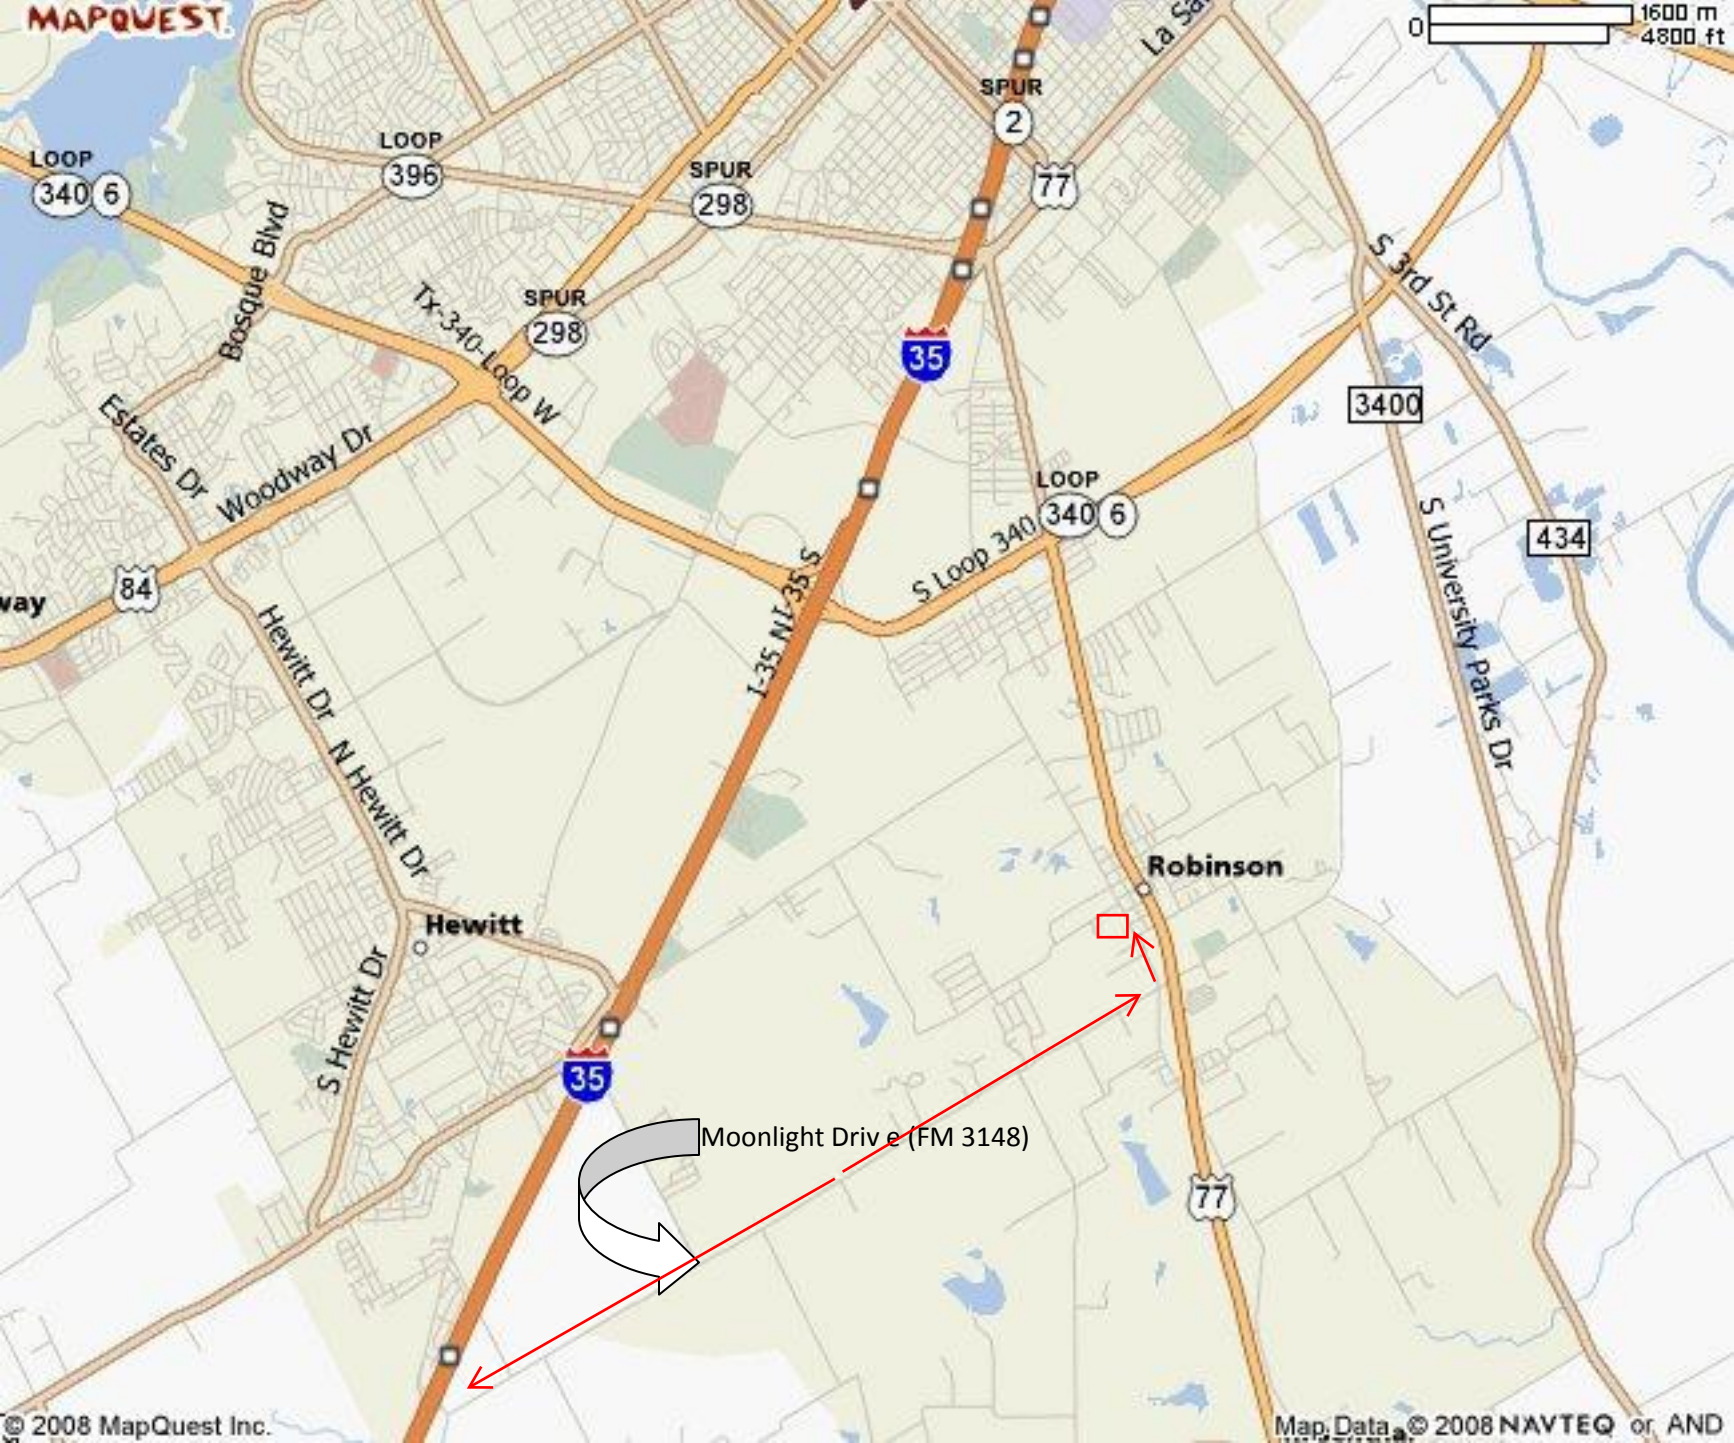 MAPQUEST.
0
1600 m
4800 ft
La Sal
SPUR
2
77
LOOP
396
LOOP
340 6
SPUR
298
Bosque Blvd
Tx-340-Loop W
SPUR
298
35
S 3rd St Rd
3400
Estates Dr
Woodway Dr
LOOP
340 6
S Loop 340
S University Parks Dr
434
84
way
I-35 N I-35 S
Hewitt Dr
N Hewitt Dr
Robinson
Hewitt
S Hewitt Dr
35
Moonlight Driv e (FM 3148)
77
© 2008 MapQuest Inc.
Map Data © 2008 NAVTEQ or AND